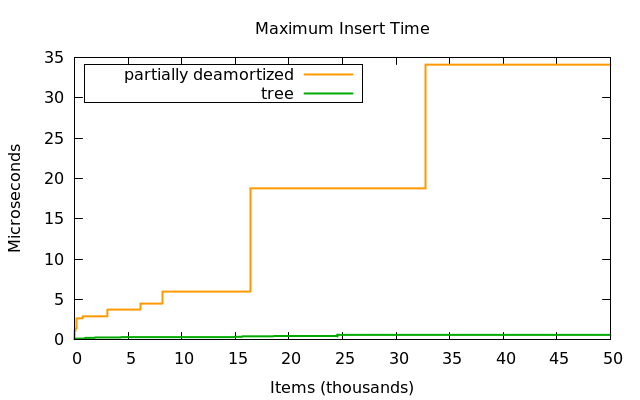 Maximum Insert Time
partially deamortized
tree
Microseconds
35
30
25
20
15
10
5
0
0 5 10 15 20 25 30 35 40 45 50
Items (thousands)